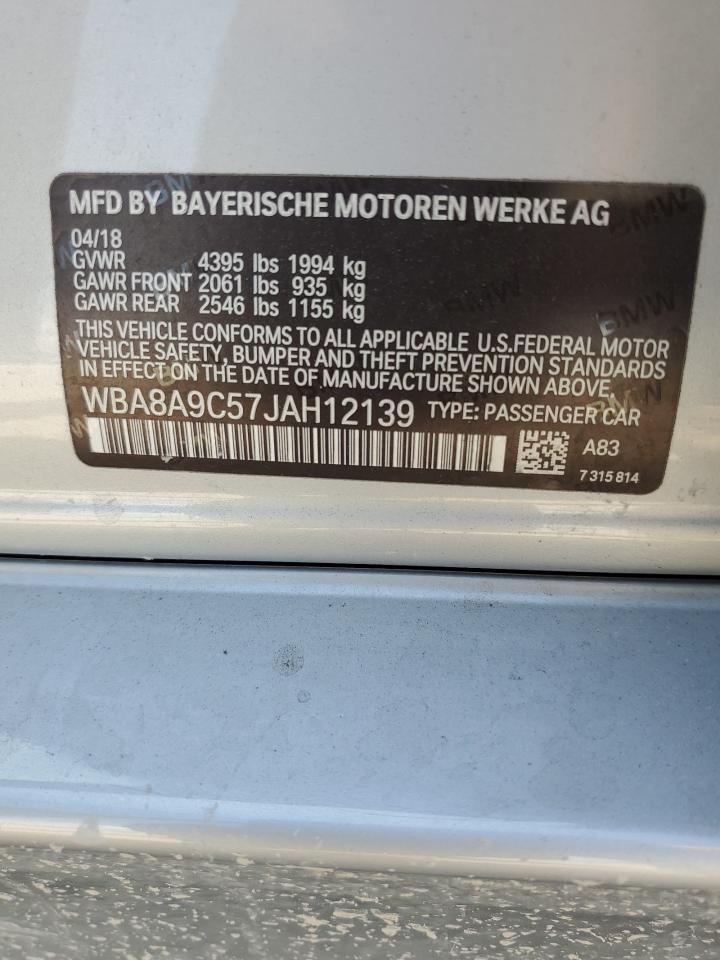 MFD BY BAYERISCHE MOTOREN WERKE AG
04/18
GVWR 4395 lbs 1994 kg
GAWR FRONT 2061 lbs 935 kg
GAWR REAR 2546 lbs 1155 kg
THIS VEHICLE CONFORMS TO ALL APPLICABLE U.S.FEDERAL MOTOR
VEHICLE SAFETY, BUMPER AND THEFT PREVENTION STANDARDS
IN EFFECT ON THE DATE OF MANUFACTURE SHOWN ABOVE.
WBA8A9C57JAH12139 TYPE: PASSENGER CAR
A83
7 315 814